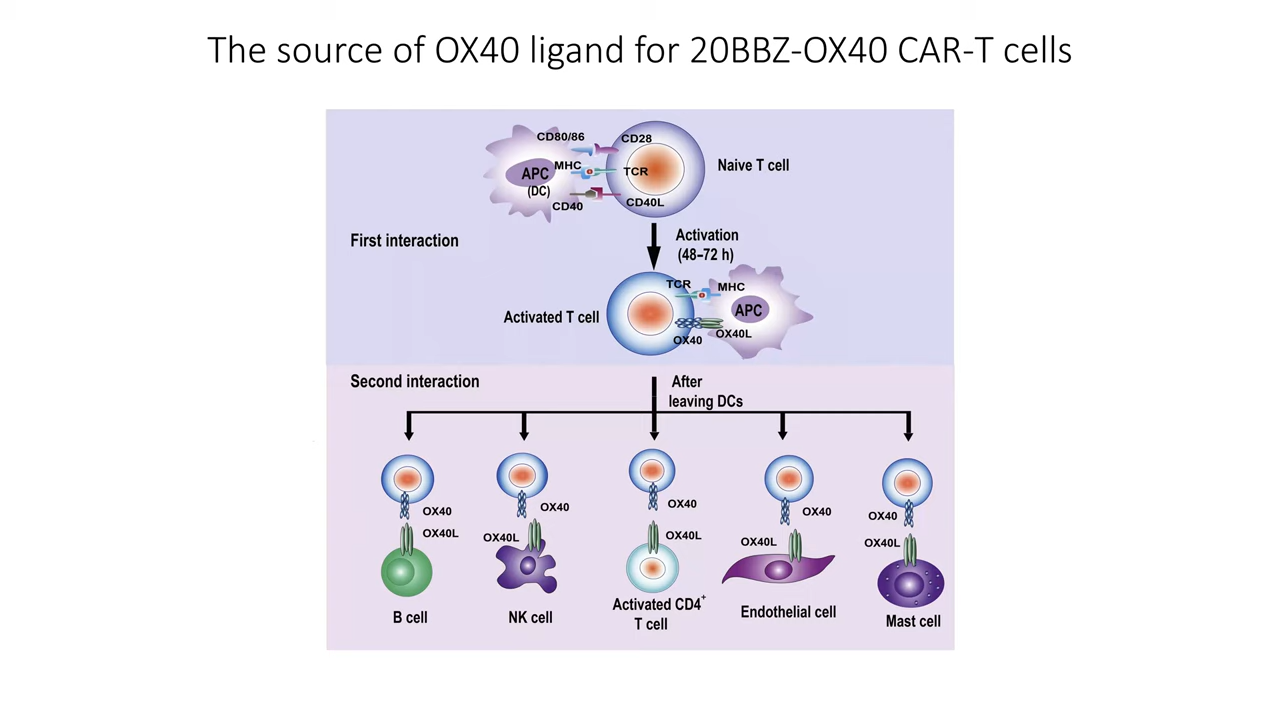 The source of OX40 ligand for 20BBZ-OX40 CAR-T cells
CD80/86
CD28
MHC
APC
(DC)
TCR
Naive T cell
CD40
CD40L
First interaction
Activation
(48–72 h)
TCR
MHC
Activated T cell
APC
OX40
OX40L
Second interaction
After
leaving DCs
OX40
OX40L
B cell
OX40
OX40L
NK cell
OX40
OX40L
Activated CD4+
T cell
OX40
OX40L
Endothelial cell
OX40
OX40L
Mast cell